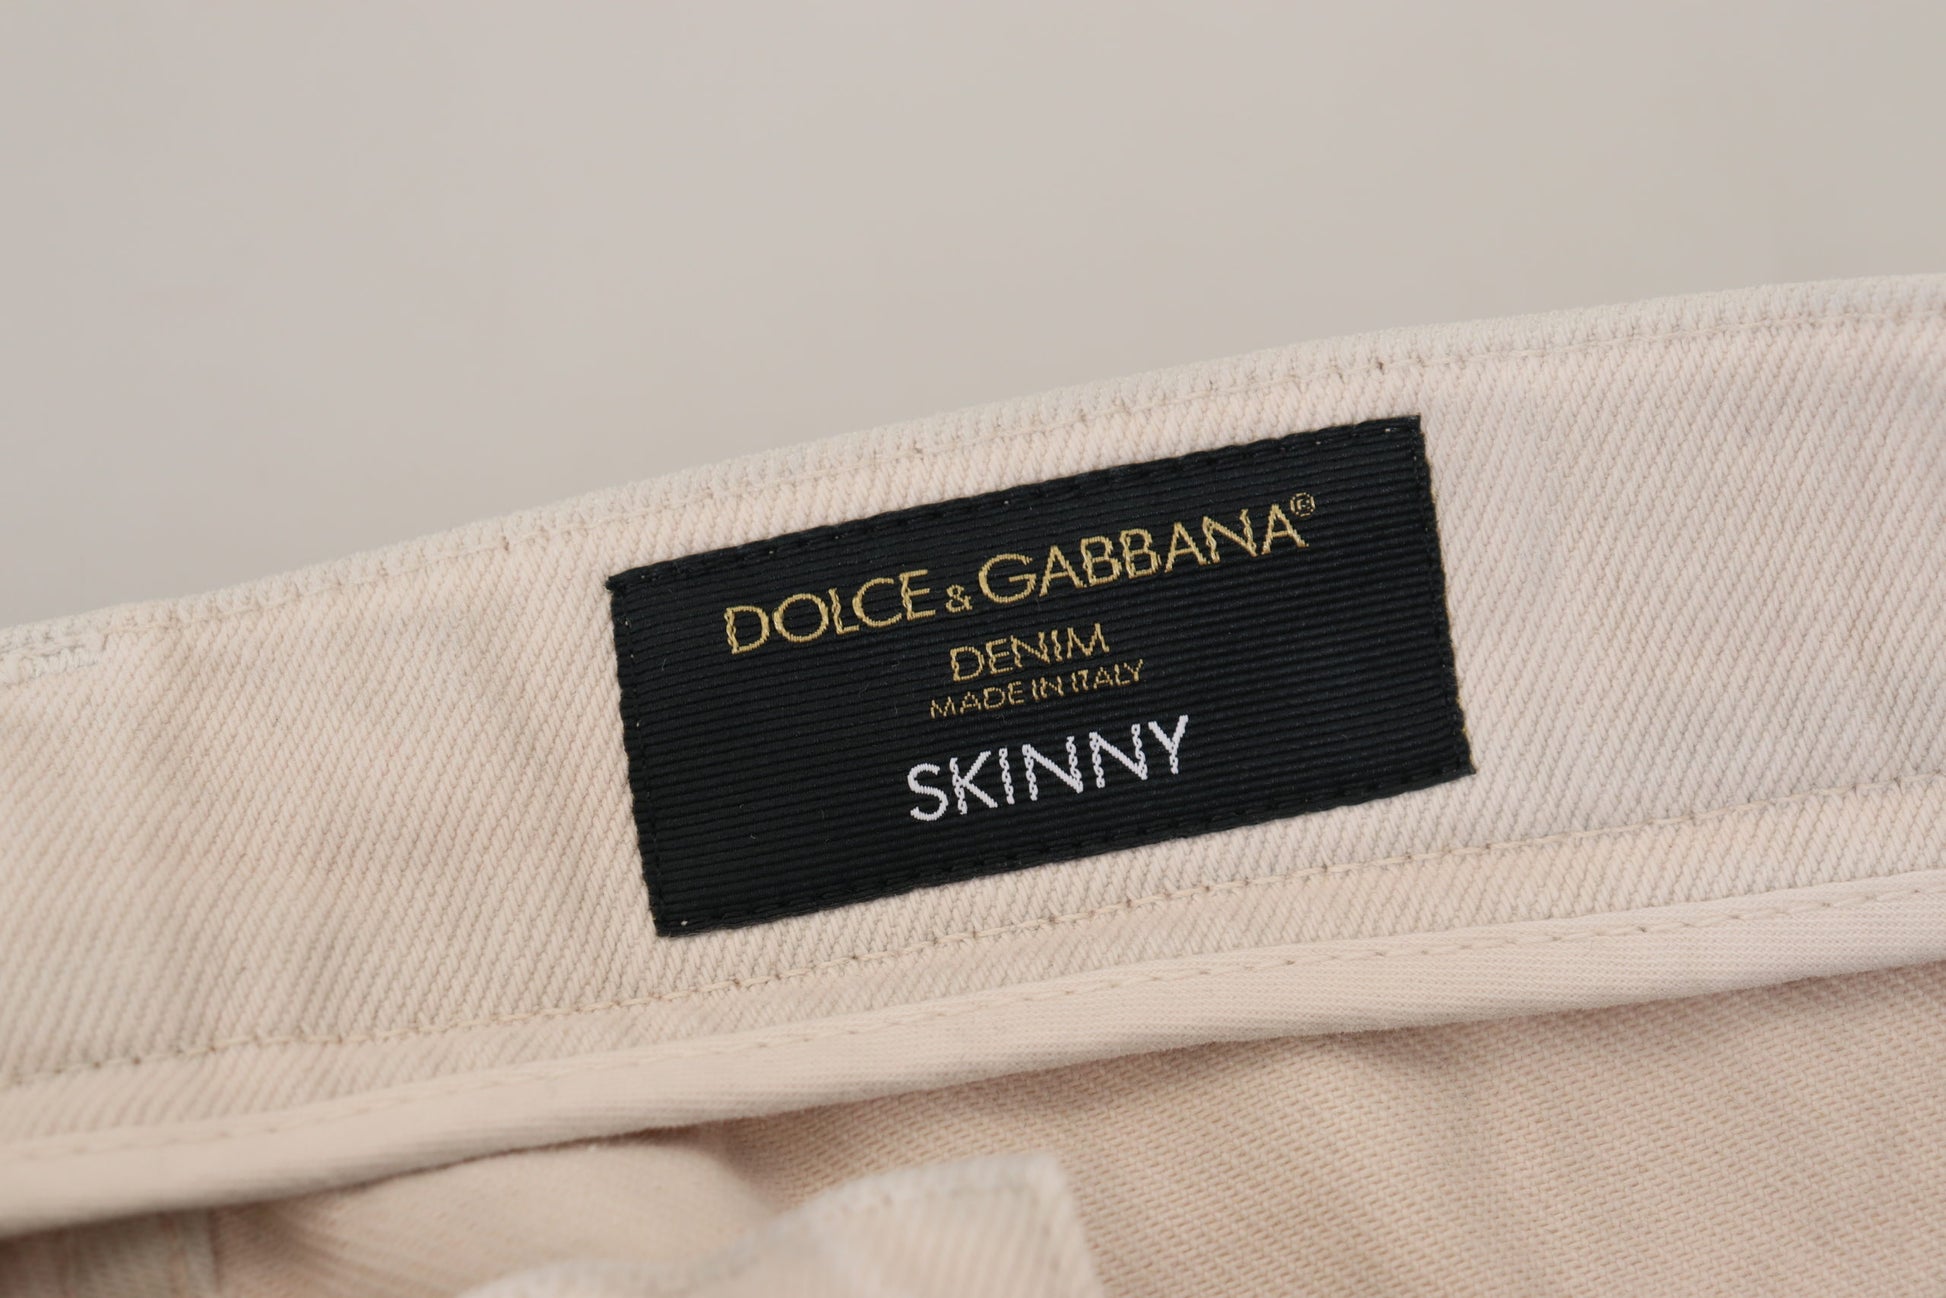 DOLCE & GABBANA®
DENIM
MADE IN ITALY
SKINNY